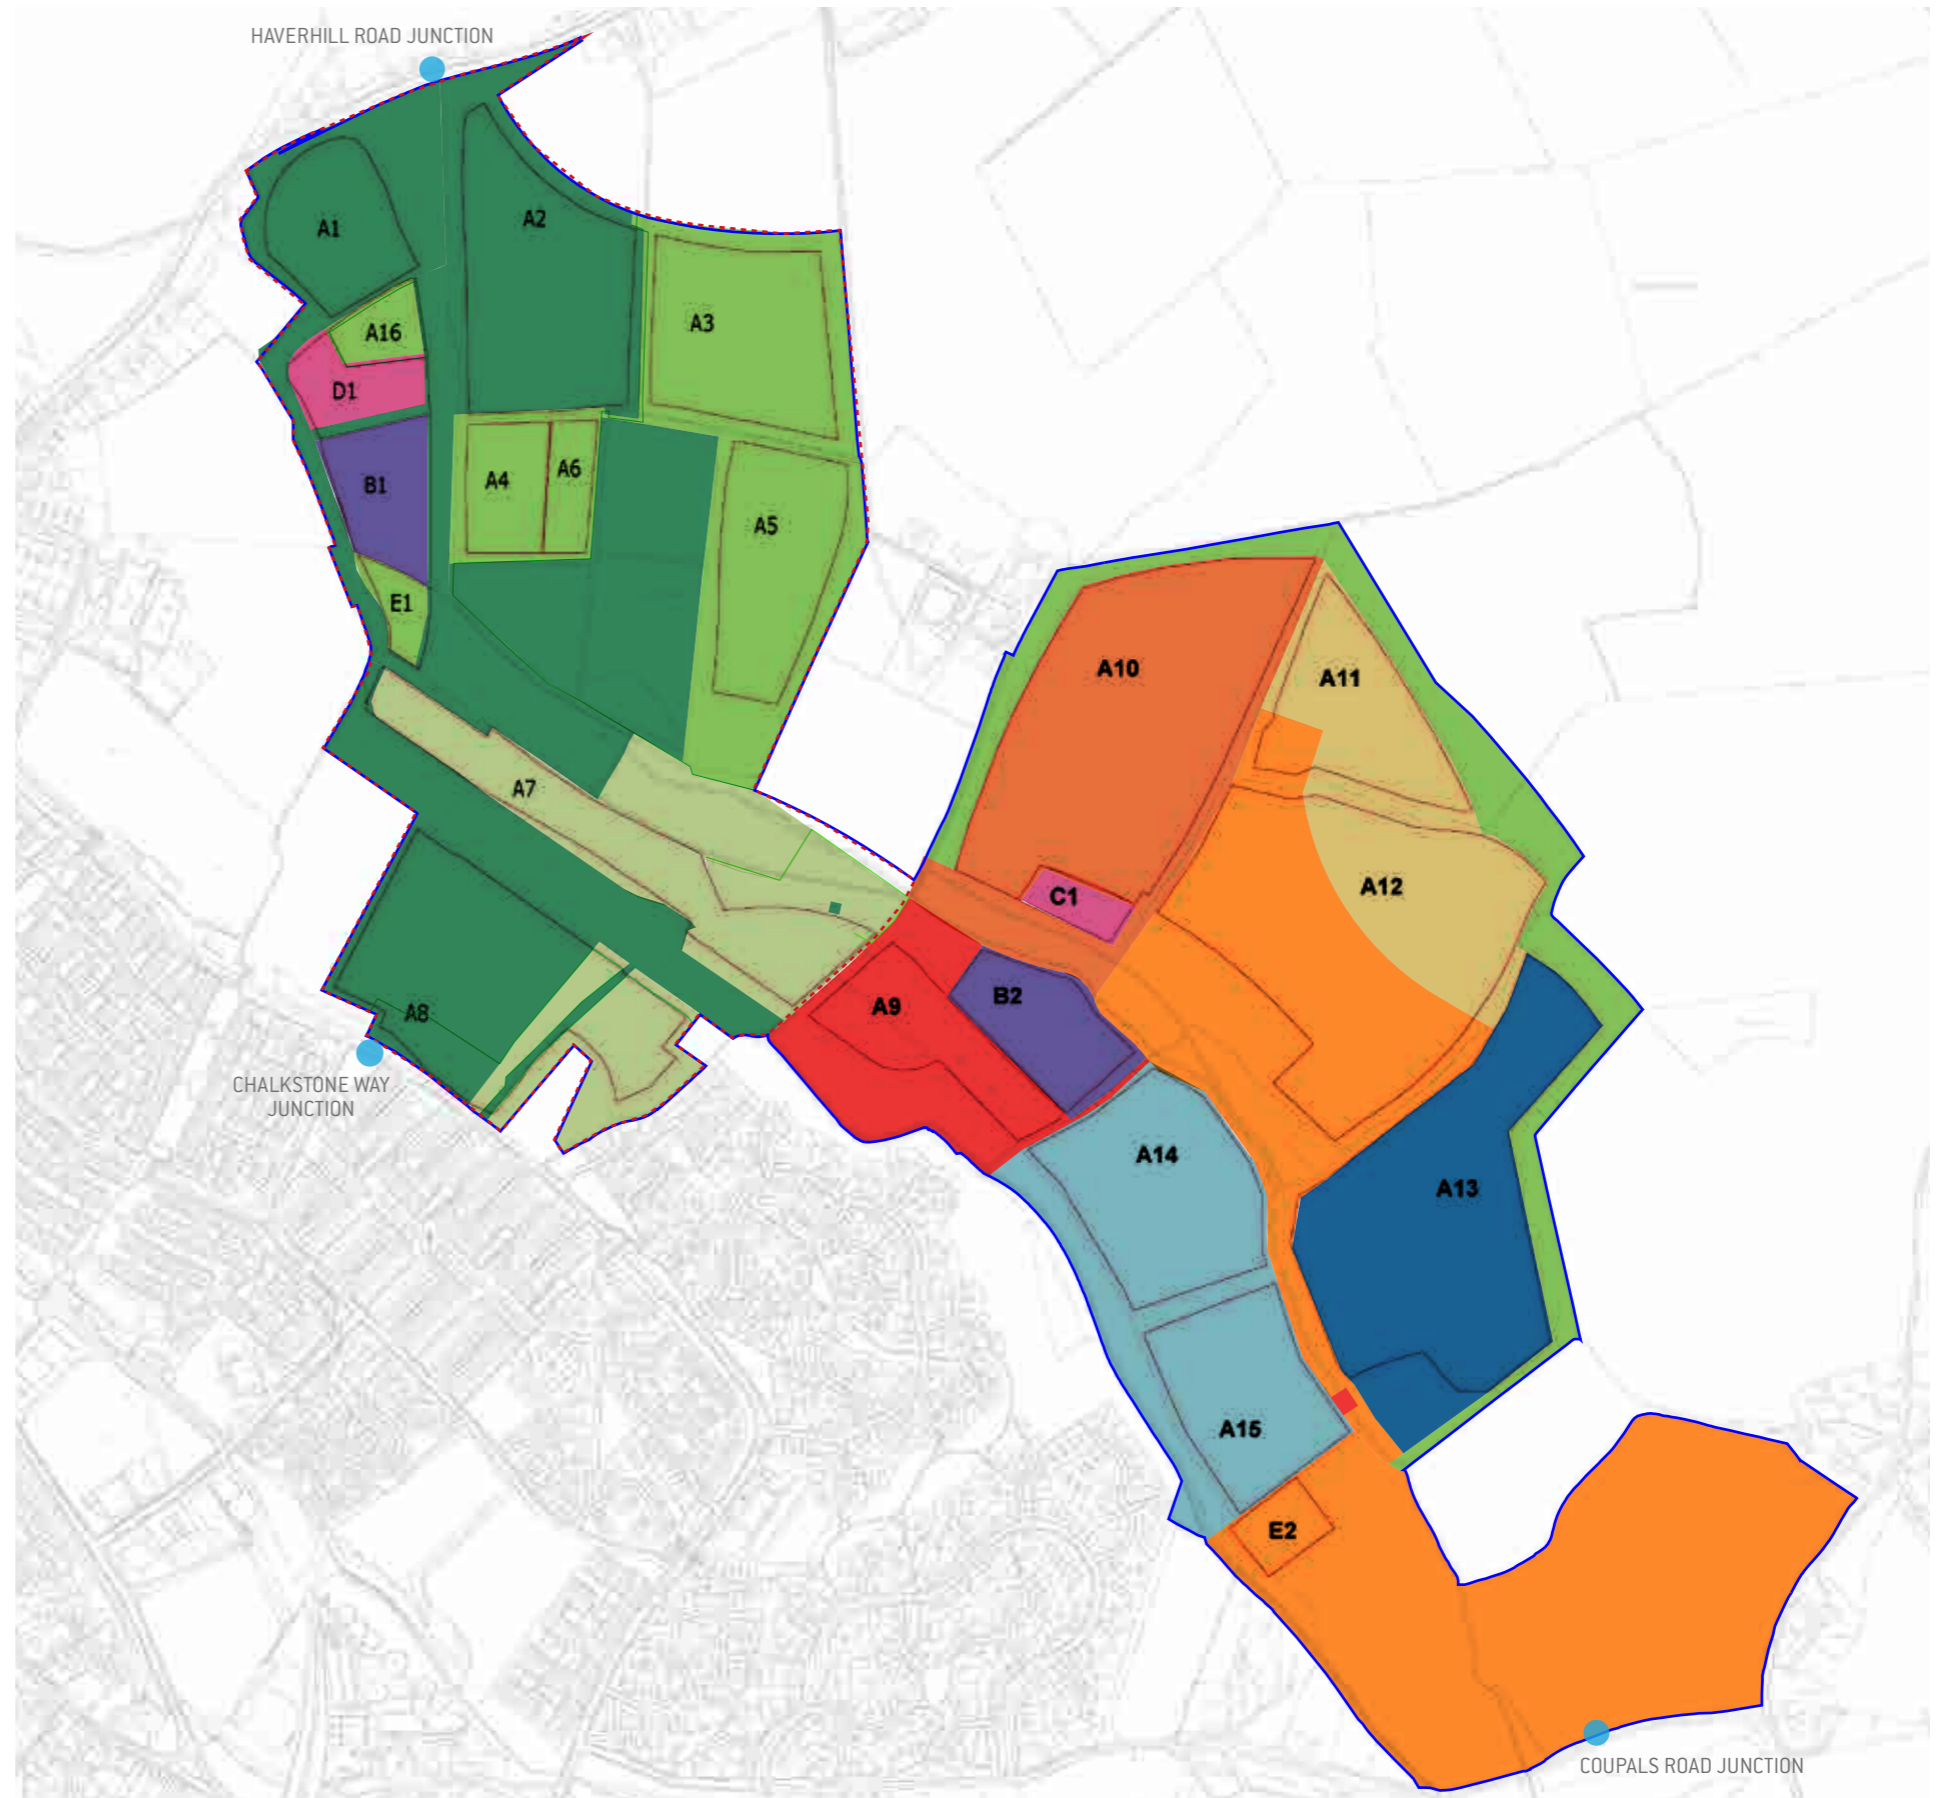 HAVERHILL ROAD JUNCTION
A1
A2
A16
A3
D1
A4
A6
B1
A5
E1
A10
A11
A7
C1
A12
A8
A9
B2
CHALKSTONE WAY
JUNCTION
A14
A13
A15
E2
COUPALS ROAD JUNCTION